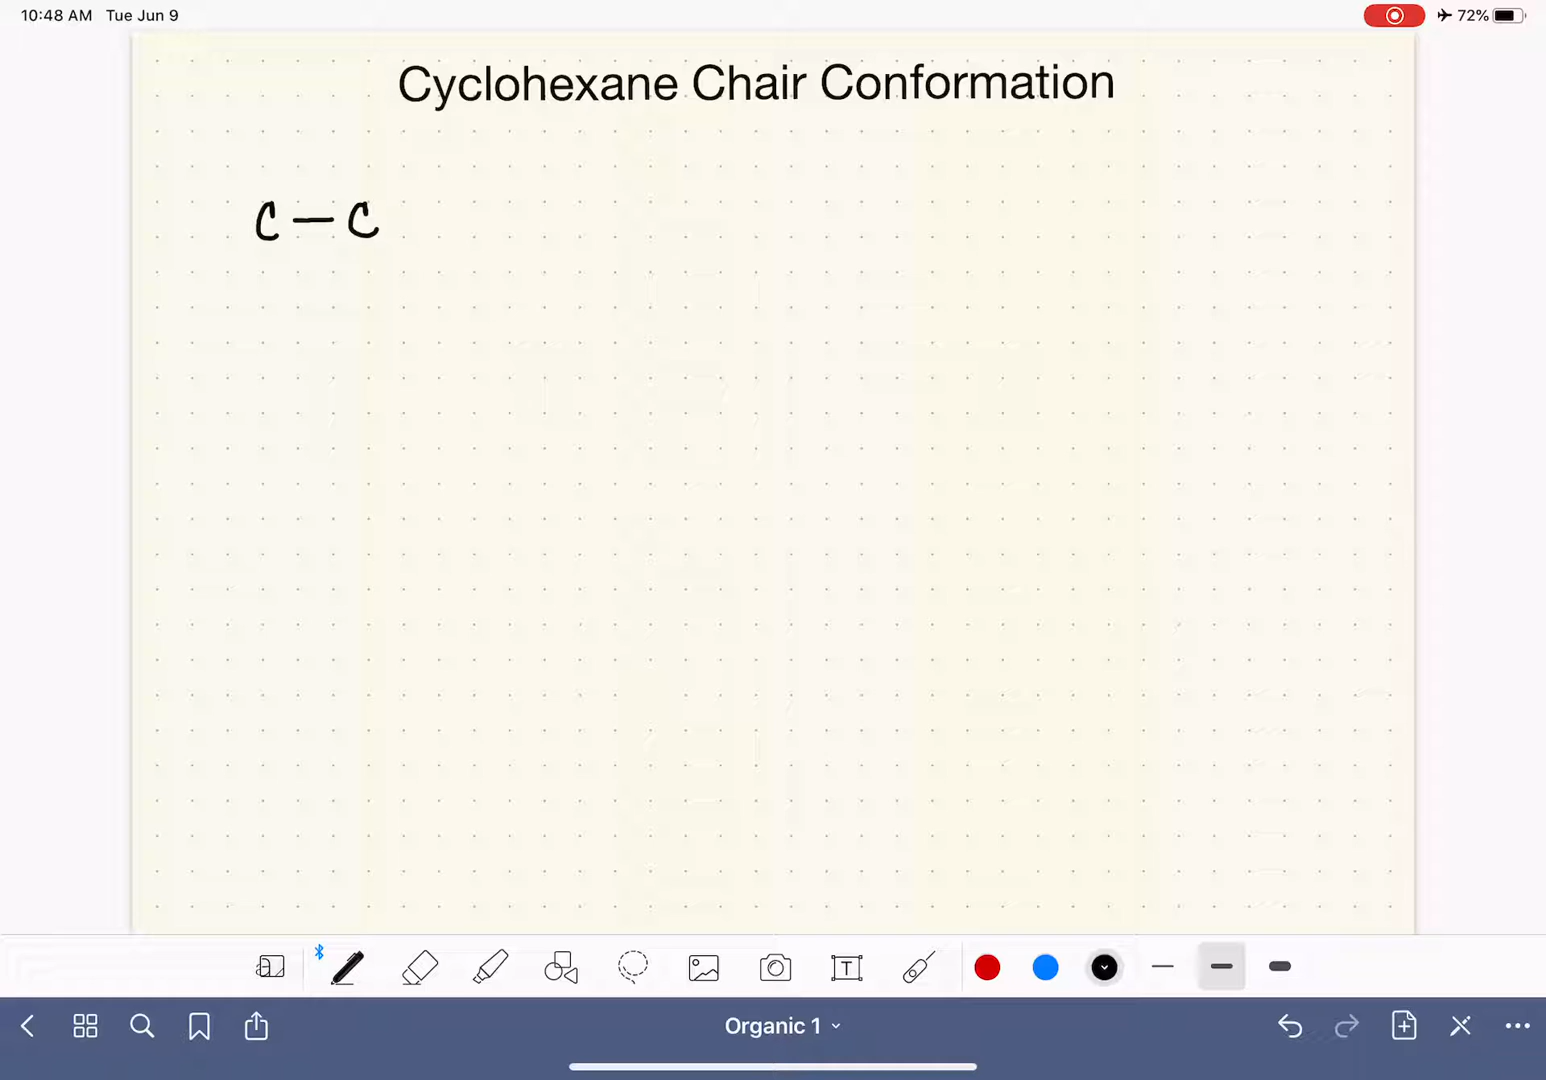 10:48 AM Tue Jun 9
72%
Cyclohexane Chair Conformation
C - C
T
Organic 1